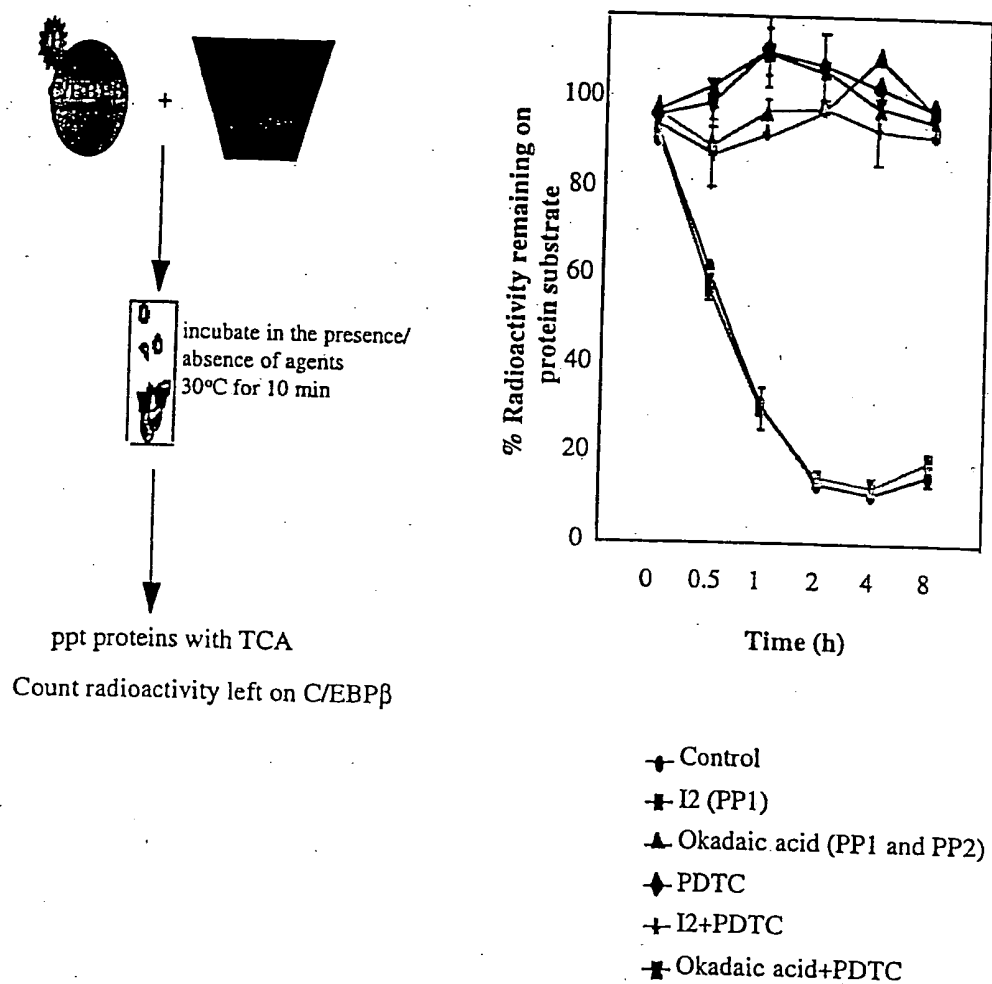 C/EBPβ
+
incubate in the presence/
absence of agents
30ºC for 10 min
ppt proteins with TCA
Count radioactivity left on C/EBPβ
% Radioactivity remaining on
protein substrate
100
80
60
40
20
0
0 0.5 1 2 4 8
Time (h)
Control
I2 (PP1)
Okadaic acid (PP1 and PP2)
PDTC
I2+PDTC
Okadaic acid+PDTC